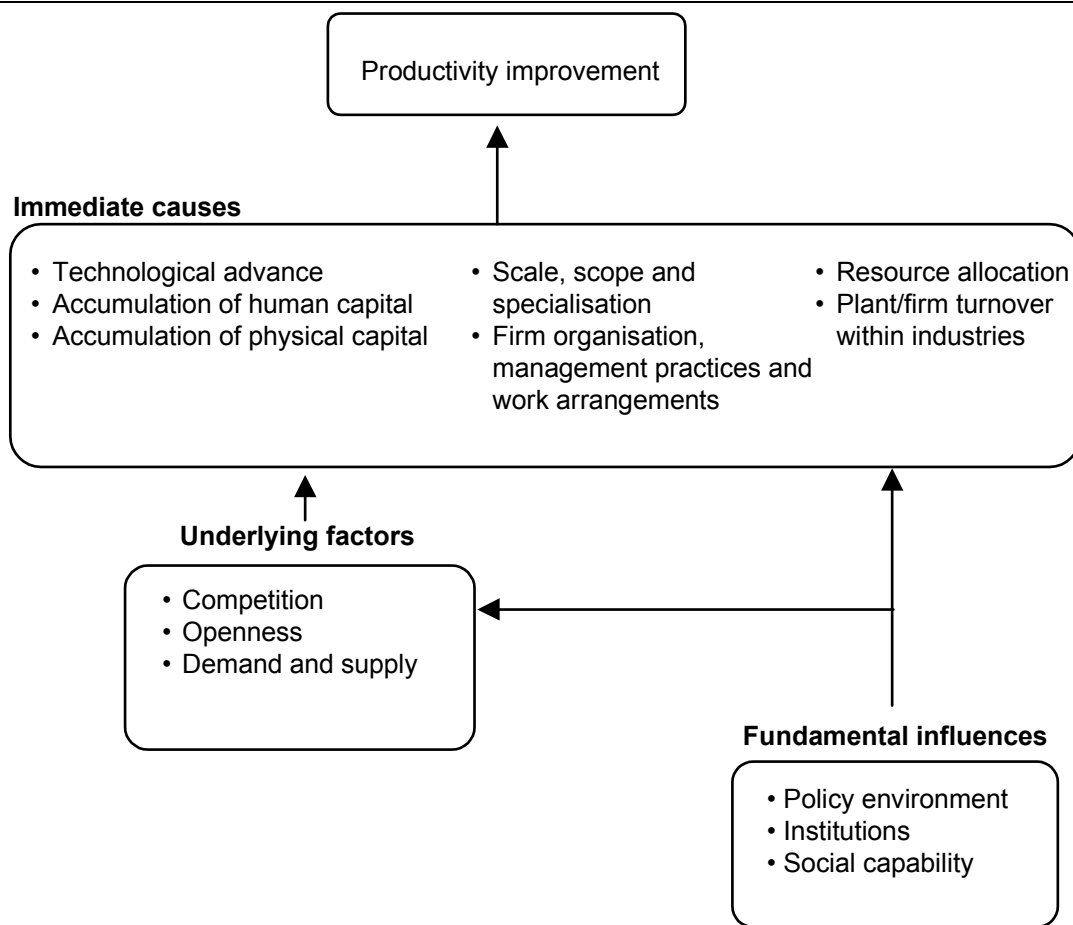 Productivity improvement
Immediate causes
• Technological advance
• Accumulation of human capital
• Accumulation of physical capital
• Scale, scope and
specialisation
• Firm organisation,
management practices and
work arrangements
• Resource allocation
• Plant/firm turnover
within industries
Underlying factors
• Competition
• Openness
• Demand and supply
Fundamental influences
• Policy environment
• Institutions
• Social capability